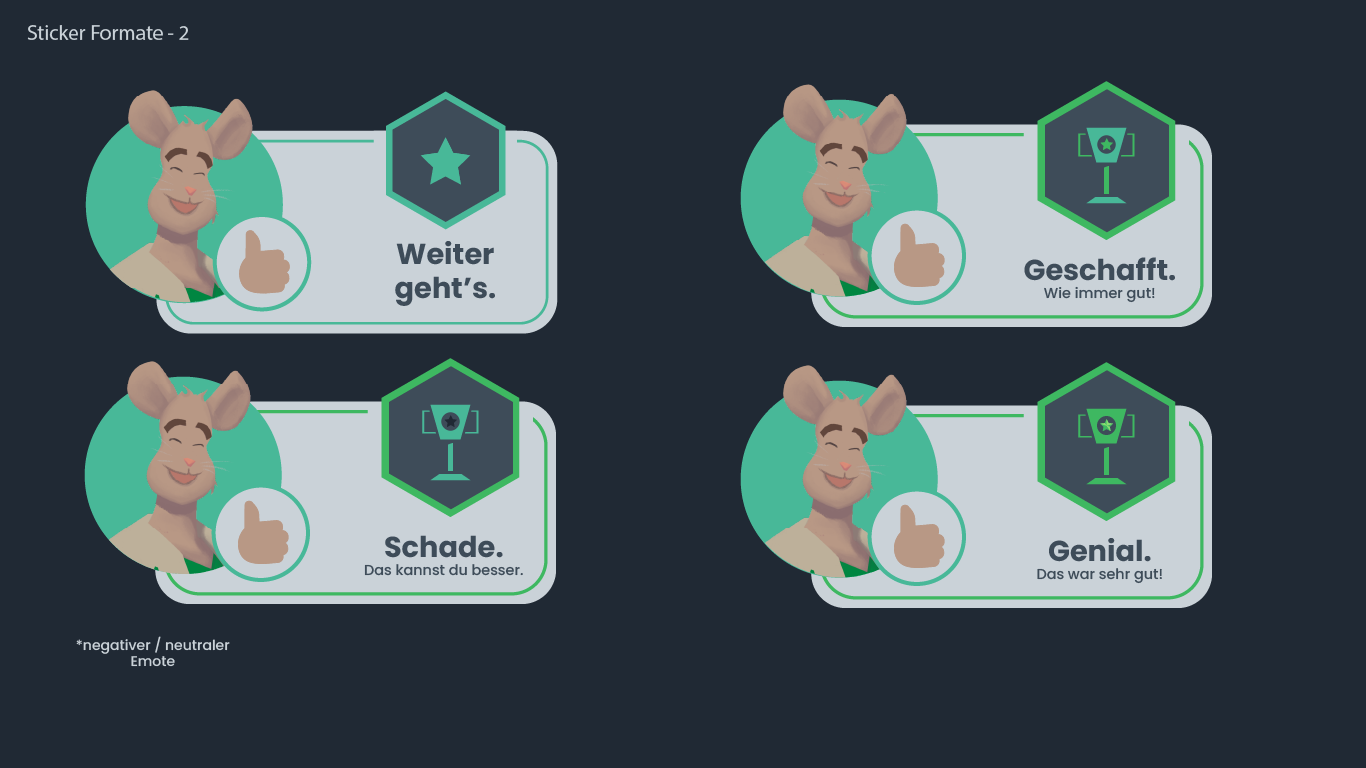 Sticker Formate - 2
Weiter
geht’s.
Geschafft.
Wie immer gut!
Schade.
Das kannst du besser.
Genial.
Das war sehr gut!
*negativer / neutraler
Emote